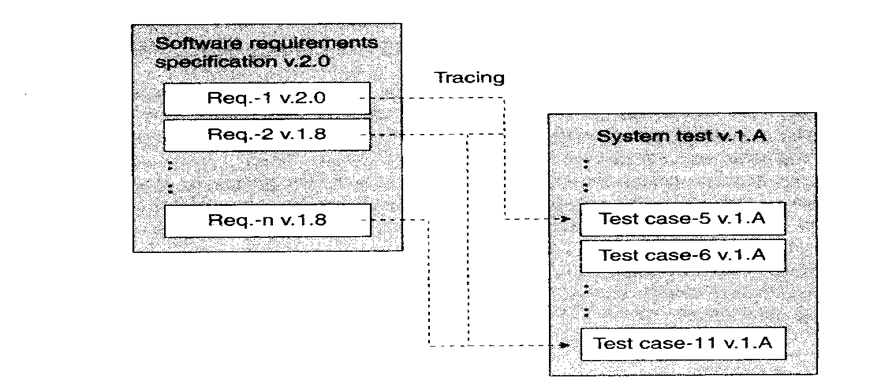 Software requirements
specification v.2.0
Req.-1 v.2.0
Req.-2 v.1.8
Req.-n v.1.8
Tracing
System test v.1.A
Test case-5 v.1.A
Test case-6 v.1.A
Test case-11 v.1.A